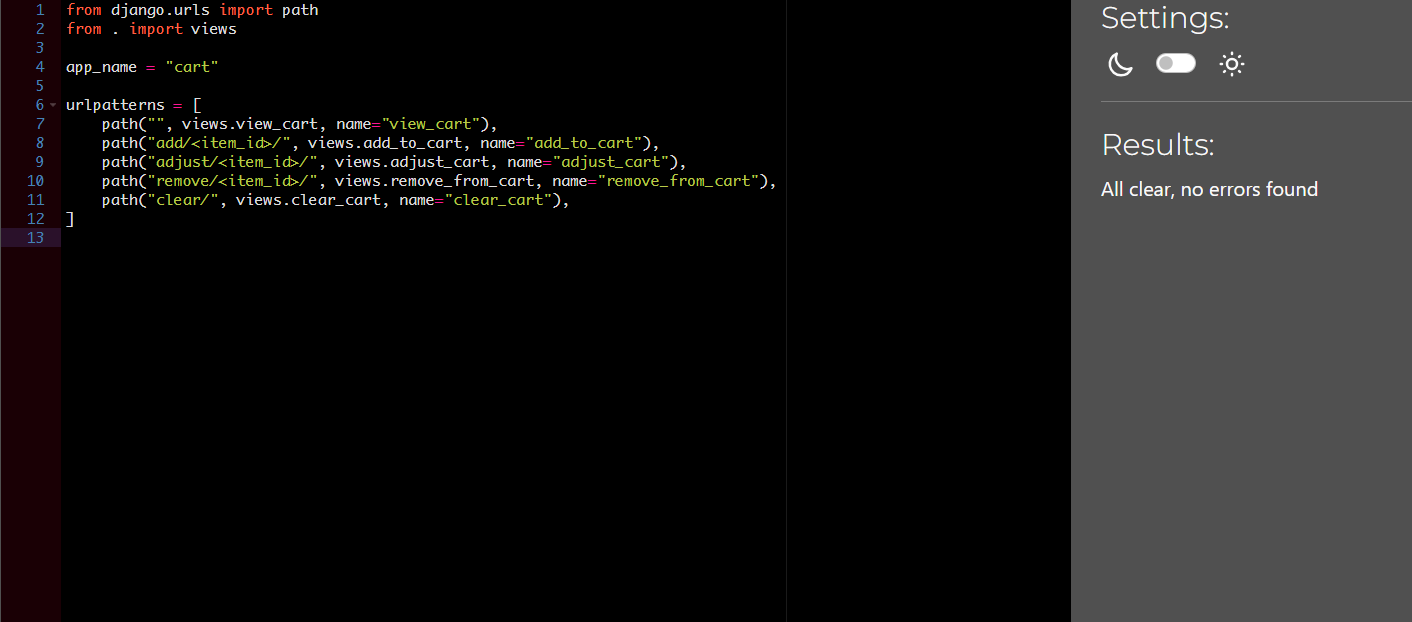 1 from django.urls import path
2 from . import views
3
4 app_name = "cart"
5
6 urlpatterns = [
7     path("", views.view_cart, name="view_cart"),
8     path("add/<item_id>/", views.add_to_cart, name="add_to_cart"),
9     path("adjust/<item_id>/", views.adjust_cart, name="adjust_cart"),
10     path("remove/<item_id>/", views.remove_from_cart, name="remove_from_cart"),
11     path("clear/", views.clear_cart, name="clear_cart"),
12 ]
13
Settings:
Results:
All clear, no errors found